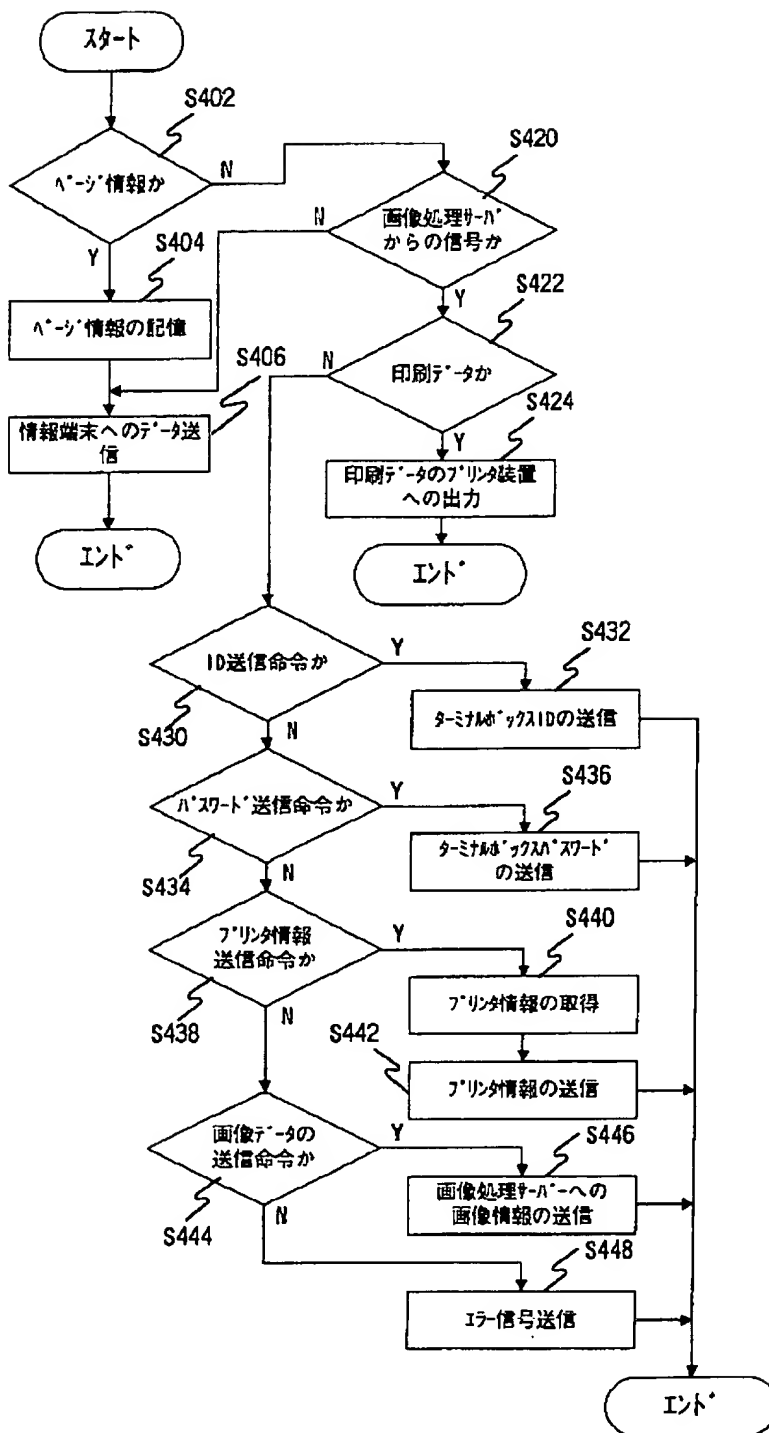 スタート
S402
ページ情報か
N
Y
S420
画像処理サーバ
からの信号か
N
Y
S404
ページ情報の記憶
S422
印刷データか
N
Y
S406
情報端末へのデータ送
信
S424
印刷データのプリンタ装置
への出力
エンド
エンド
ID送信命令か
Y
S430
N
S432
ターミナルボックスIDの送信
パスワード送信命令か
Y
S434
N
S436
ターミナルボックスパスワード
の送信
プリンタ情報
送信命令か
Y
S438
N
S440
プリンタ情報の取得
S442
プリンタ情報の送信
画像データの
送信命令か
Y
S444
N
S446
画像処理サーバーへの
画像情報の送信
S448
エラー信号送信
エンド